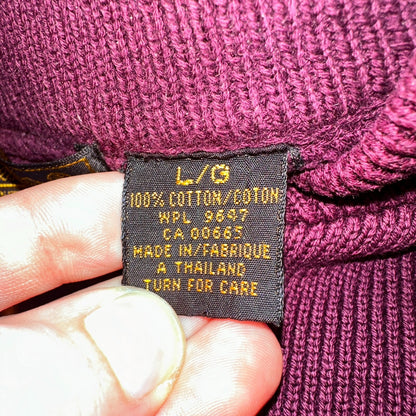 L/G
100% COTTON/COTON
WPL 9647
CA 00665
MADE IN/FABRIQUE
A THAILAND
TURN FOR CARE